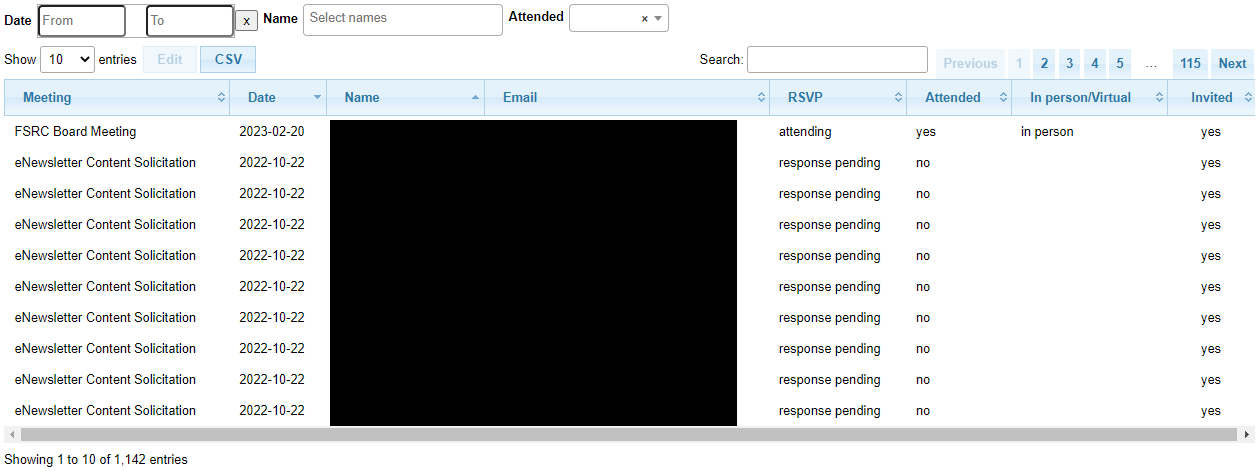 Date From To x Name Select names Attended ×
Show 10 entries Edit CSV Search: Previous 1 2 3 4 5 … 115 Next
Meeting Date Name Email RSVP Attended In person/Virtual Invited
FSRC Board Meeting 2023-02-20 attending yes in person yes
eNewsletter Content Solicitation 2022-10-22 response pending no yes
eNewsletter Content Solicitation 2022-10-22 response pending no yes
eNewsletter Content Solicitation 2022-10-22 response pending no yes
eNewsletter Content Solicitation 2022-10-22 response pending no yes
eNewsletter Content Solicitation 2022-10-22 response pending no yes
eNewsletter Content Solicitation 2022-10-22 response pending no yes
eNewsletter Content Solicitation 2022-10-22 response pending no yes
eNewsletter Content Solicitation 2022-10-22 response pending no yes
eNewsletter Content Solicitation 2022-10-22 response pending no yes
Showing 1 to 10 of 1,142 entries